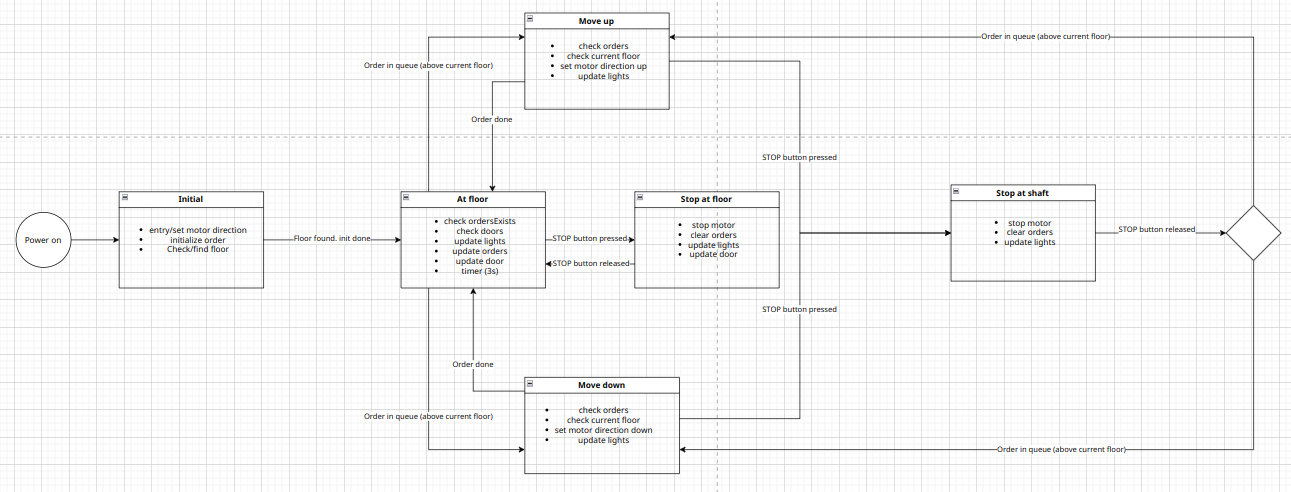 Move up
check orders
check current floor
set motor direction up
update lights
Order in queue (above current floor)
Order in queue (above current floor)
Order done
STOP button pressed
Power on
Initial
entry/set motor direction
initialize order
Check/find floor
Floor found. init done
At floor
check ordersExists
check doors
update lights
update orders
update door
timer (3s)
STOP button pressed
STOP button released
Stop at floor
stop motor
clear orders
update lights
update door
Stop at shaft
stop motor
clear orders
update lights
STOP button released
STOP button pressed
Order done
Order in queue (above current floor)
Move down
check orders
check current floor
set motor direction down
update lights
Order in queue (above current floor)